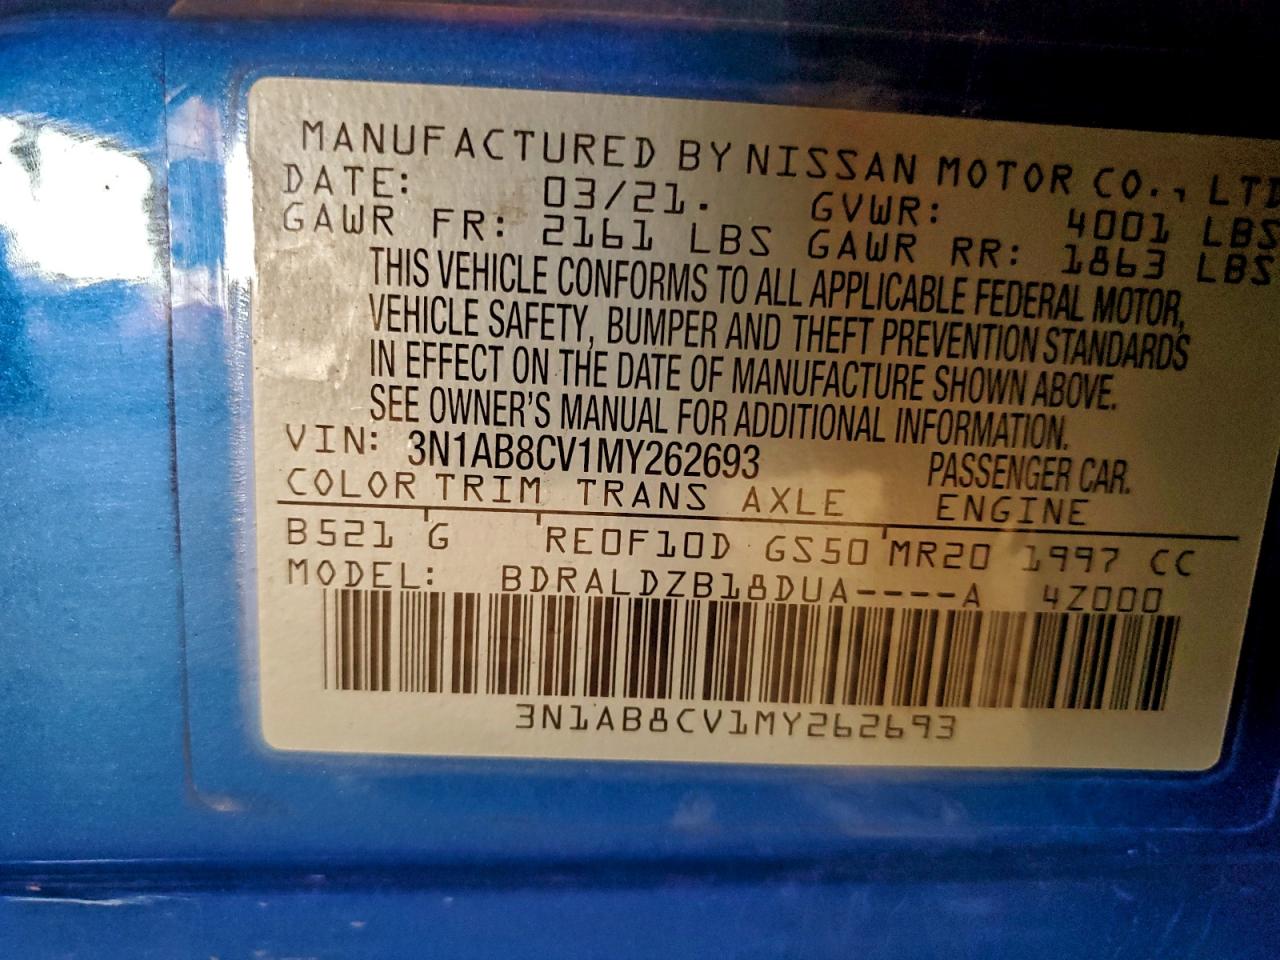 MANUFACTURED BY NISSAN MOTOR CO., LTD
DATE: 03/21. GVWR: 4001 LBS
GAWR FR: 2161 LBS GAWR RR: 1863 LBS
THIS VEHICLE CONFORMS TO ALL APPLICABLE FEDERAL MOTOR,
VEHICLE SAFETY, BUMPER AND THEFT PREVENTION STANDARDS
IN EFFECT ON THE DATE OF MANUFACTURE SHOWN ABOVE.
SEE OWNER'S MANUAL FOR ADDITIONAL INFORMATION.
VIN: 3N1AB8CV1MY262693 PASSENGER CAR.
COLOR TRIM TRANS AXLE ENGINE
B521 G RE0F10D GS50 MR20 1997 CC
MODEL: BDRALDZB18DUA----A 4Z000
3N1AB8CV1MY262693